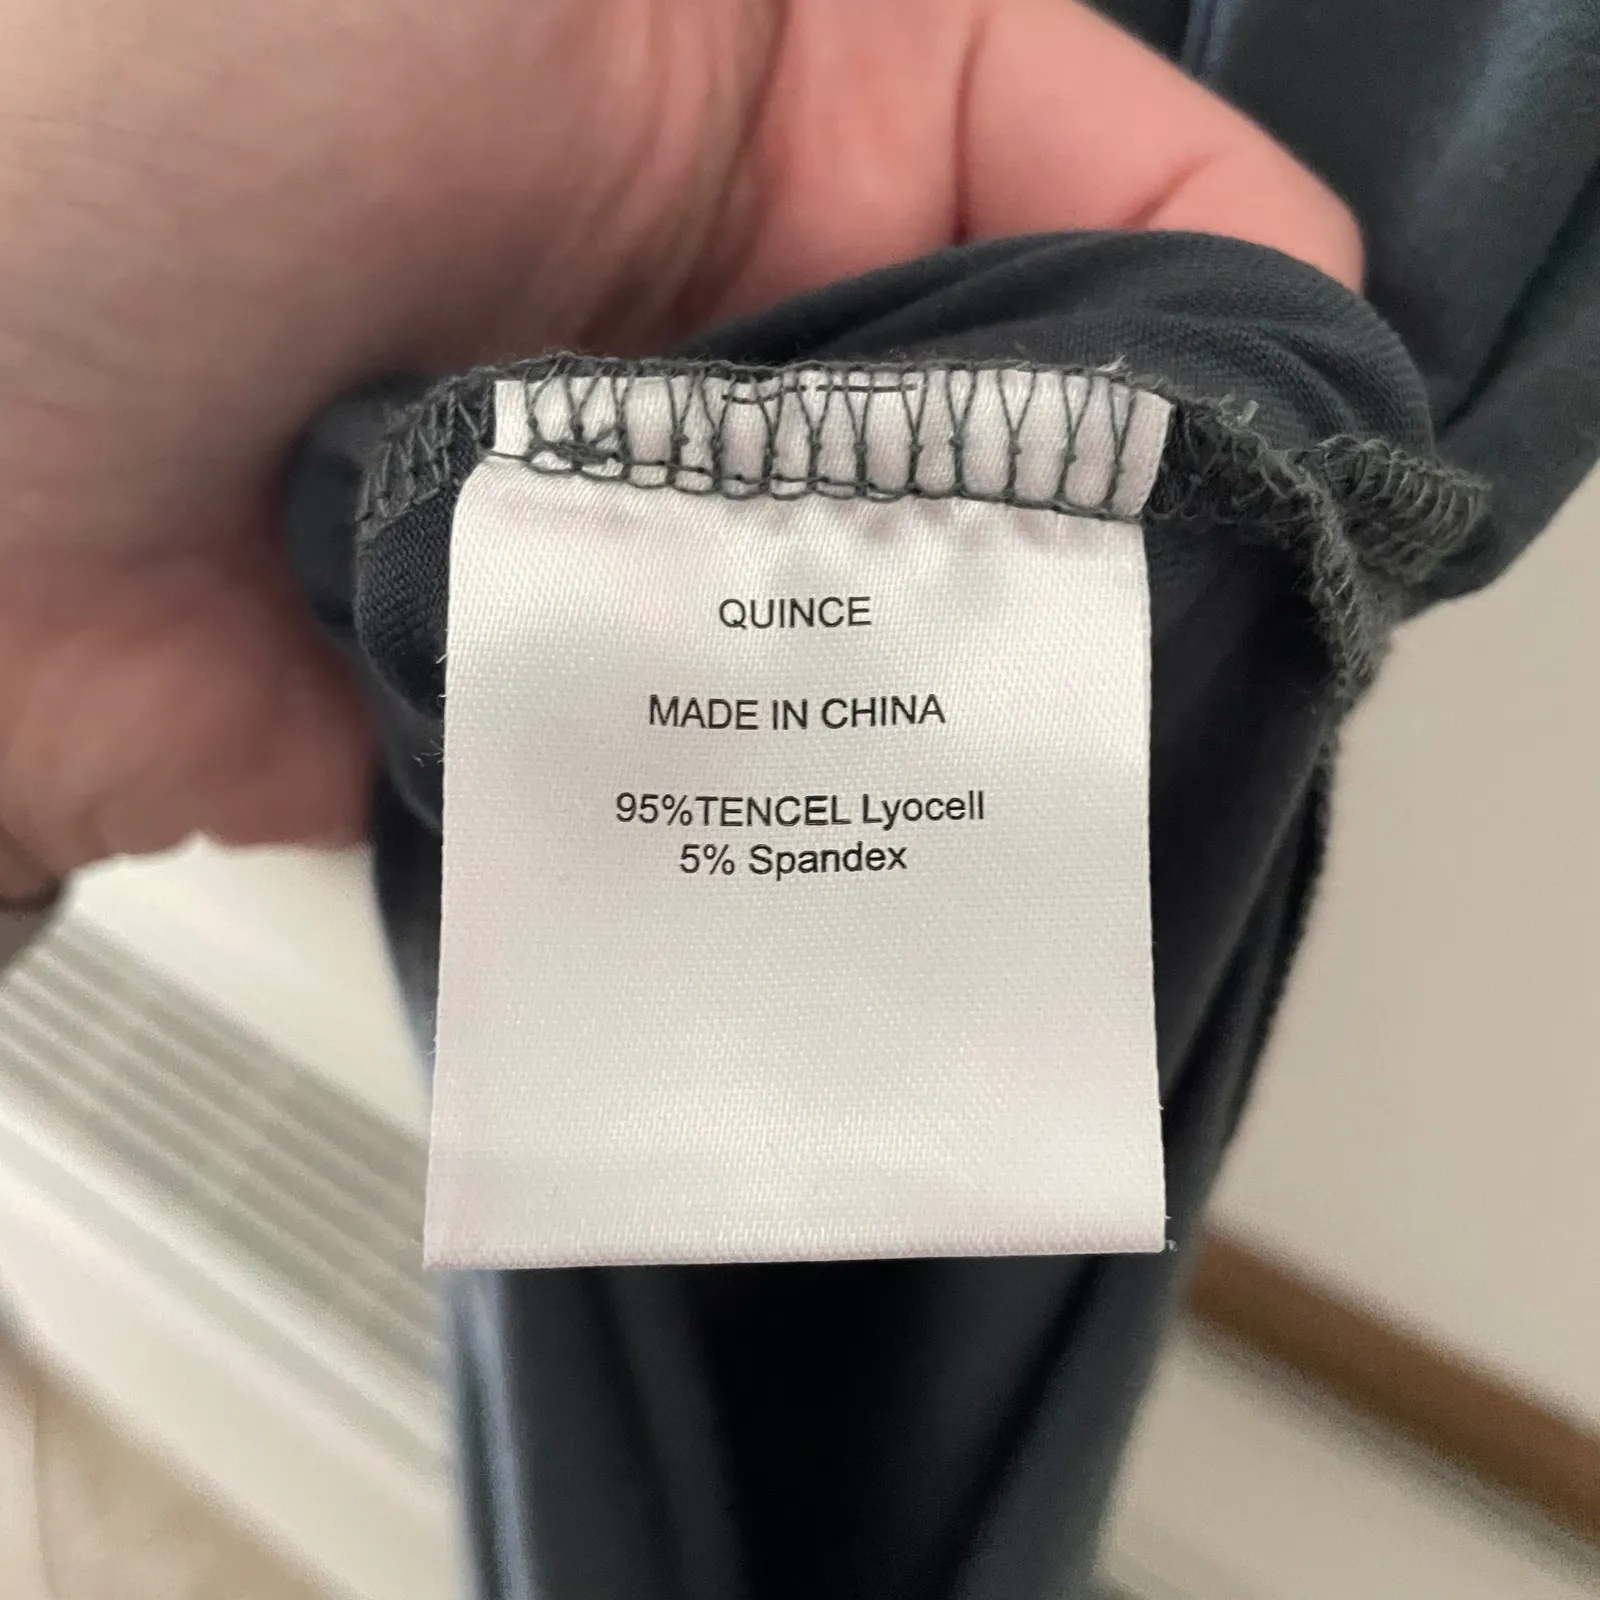 QUINCE
MADE IN CHINA
95%TENCEL Lyocell
5% Spandex